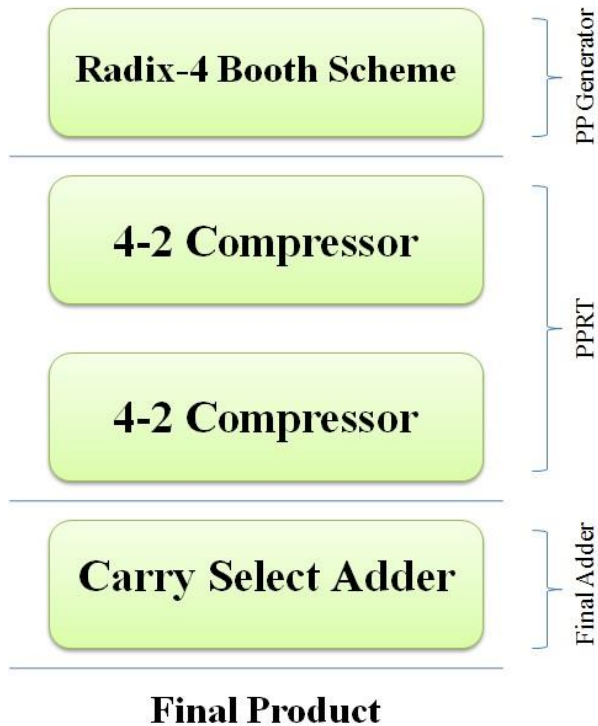 Radix-4 Booth Scheme
PP Generator
4-2 Compressor
4-2 Compressor
PPRT
Carry Select Adder
Final Adder
Final Product